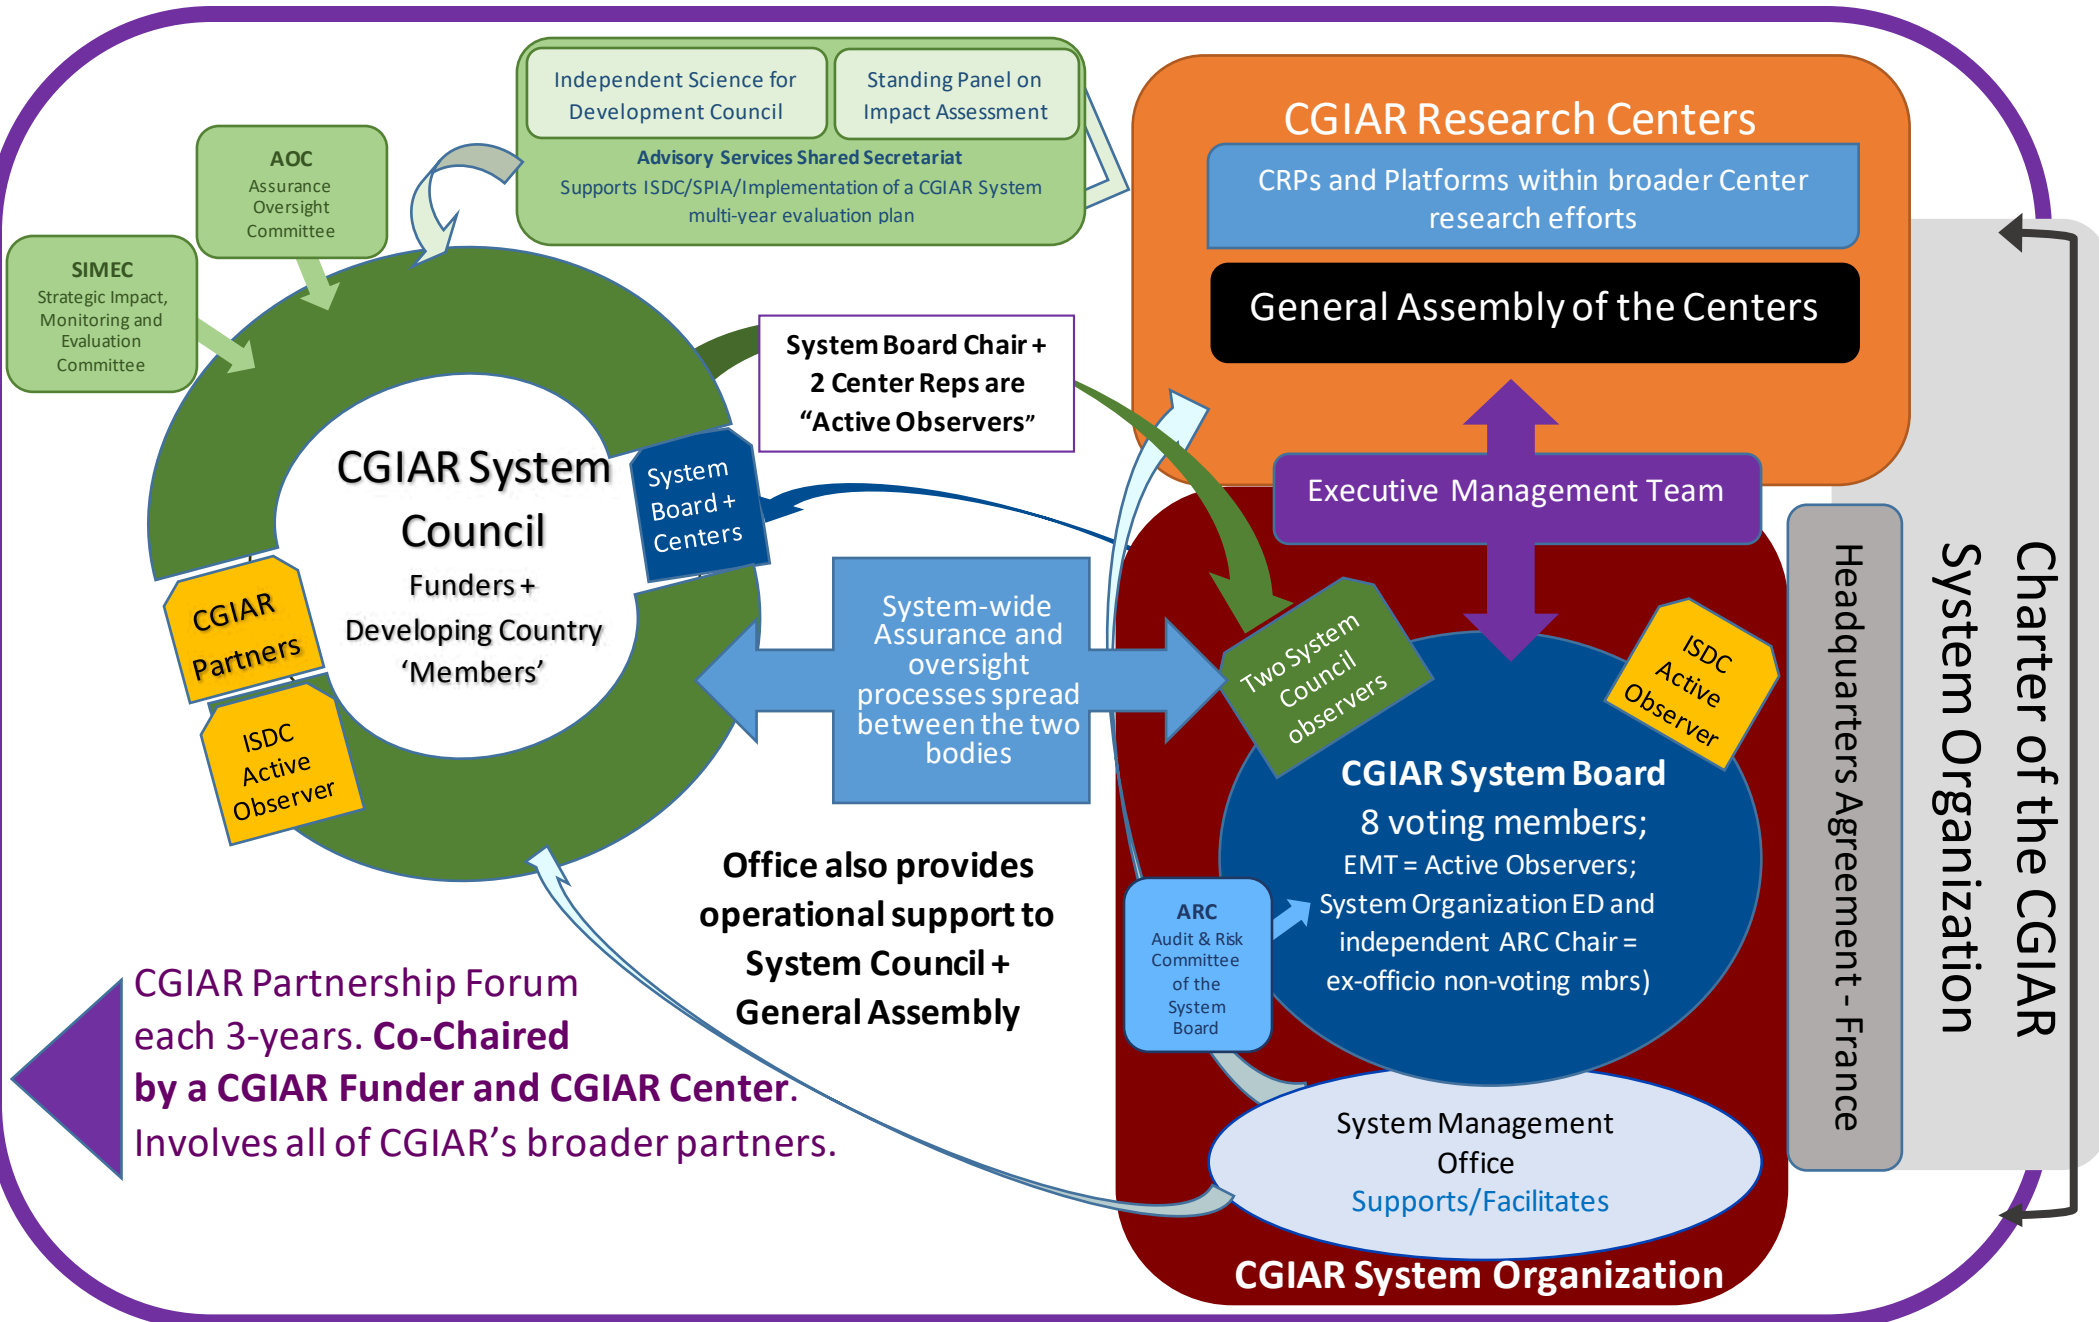 Independent Science for
Development Council
Standing Panel on
Impact Assessment
Advisory Services Shared Secretariat
Supports ISDC/SPIA/Implementation of a CGIAR System
multi-year evaluation plan
AOC
Assurance
Oversight
Committee
SIMEC
Strategic Impact,
Monitoring and
Evaluation
Committee
CGIAR Research Centers
CRPs and Platforms within broader Center
research efforts
General Assembly of the Centers
System Board Chair +
2 Center Reps are
“Active Observers”
CGIAR System
Council
Funders +
Developing Country
‘Members’
System
Board +
Centers
CGIAR
Partners
ISDC
Active
Observer
Executive Management Team
System-wide
Assurance and
oversight
processes spread
between the two
bodies
Two System
Council
observers
ISDC
Active
Observer
CGIAR System Board
8 voting members;
EMT = Active Observers;
System Organization ED and
independent ARC Chair =
ex-officio non-voting mbrs)
ARC
Audit & Risk
Committee
of the
System
Board
Office also provides
operational support to
System Council +
General Assembly
CGIAR Partnership Forum
each 3-years. Co-Chaired
by a CGIAR Funder and CGIAR Center.
Involves all of CGIAR’s broader partners.
System Management
Office
Supports/Facilitates
CGIAR System Organization
Headquarters Agreement - France
Charter of the CGIAR
System Organization